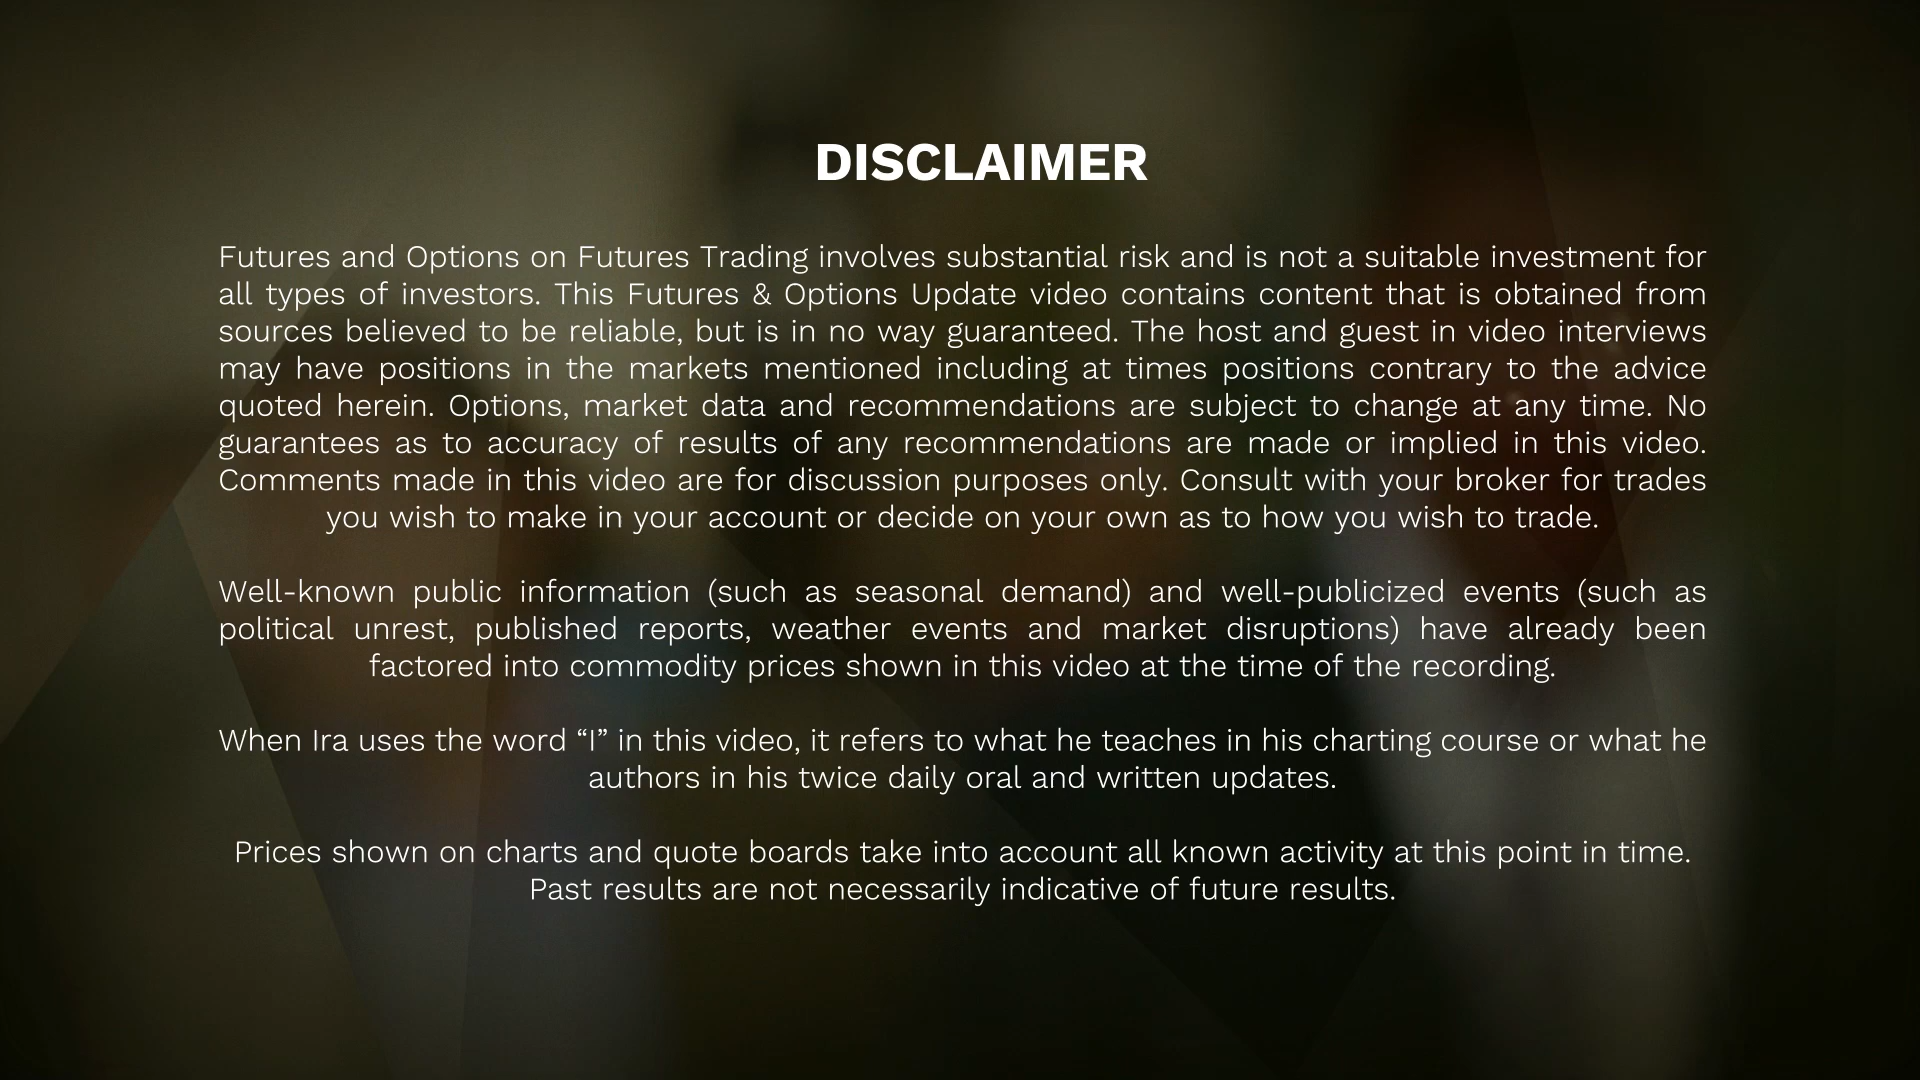 DISCLAIMER
Futures and Options on Futures Trading involves substantial risk and is not a suitable investment for
all types of investors. This Futures & Options Update video contains content that is obtained from
sources believed to be reliable, but is in no way guaranteed. The host and guest in video interviews
may have positions in the markets mentioned including at times positions contrary to the advice
quoted herein. Options, market data and recommendations are subject to change at any time. No
guarantees as to accuracy of results of any recommendations are made or implied in this video.
Comments made in this video are for discussion purposes only. Consult with your broker for trades
you wish to make in your account or decide on your own as to how you wish to trade.
Well-known public information (such as seasonal demand) and well-publicized events (such as
political unrest, published reports, weather events and market disruptions) have already been
factored into commodity prices shown in this video at the time of the recording.
When Ira uses the word “I” in this video, it refers to what he teaches in his charting course or what he
authors in his twice daily oral and written updates.
Prices shown on charts and quote boards take into account all known activity at this point in time.
Past results are not necessarily indicative of future results.